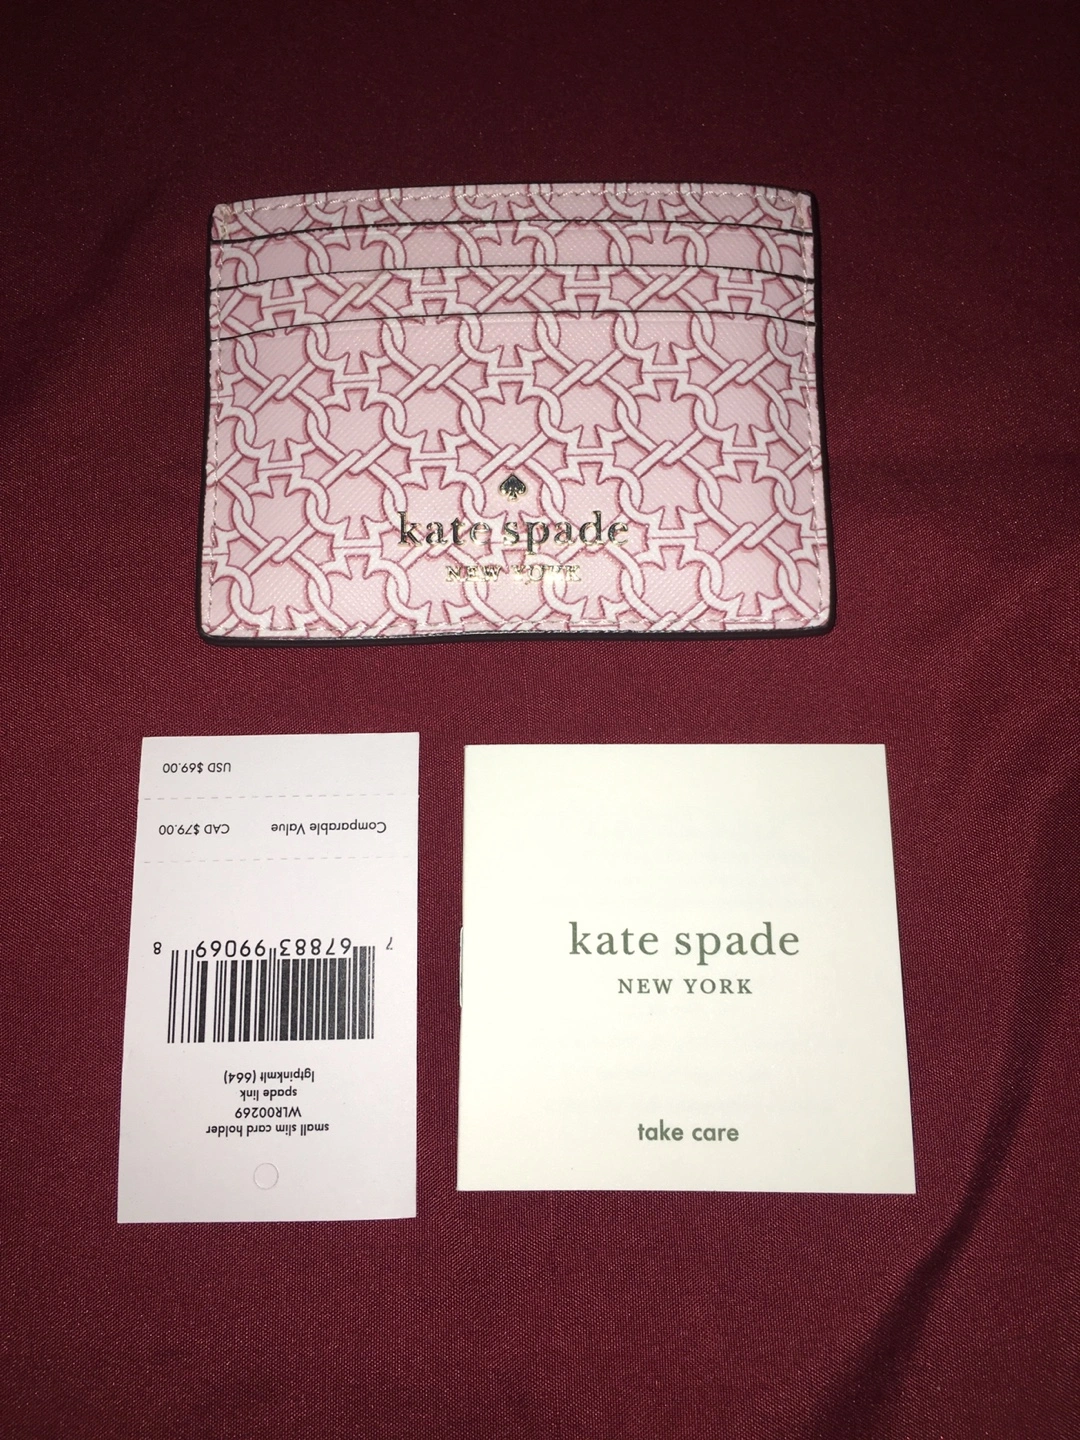 kate spade
NEW YORK
small slim card holder
WLR00269
spade link
lgtpinkmlt (664)
7 67883 99069 8
Comparable Value CAD $79.00
USD $69.00
kate spade
NEW YORK
take care